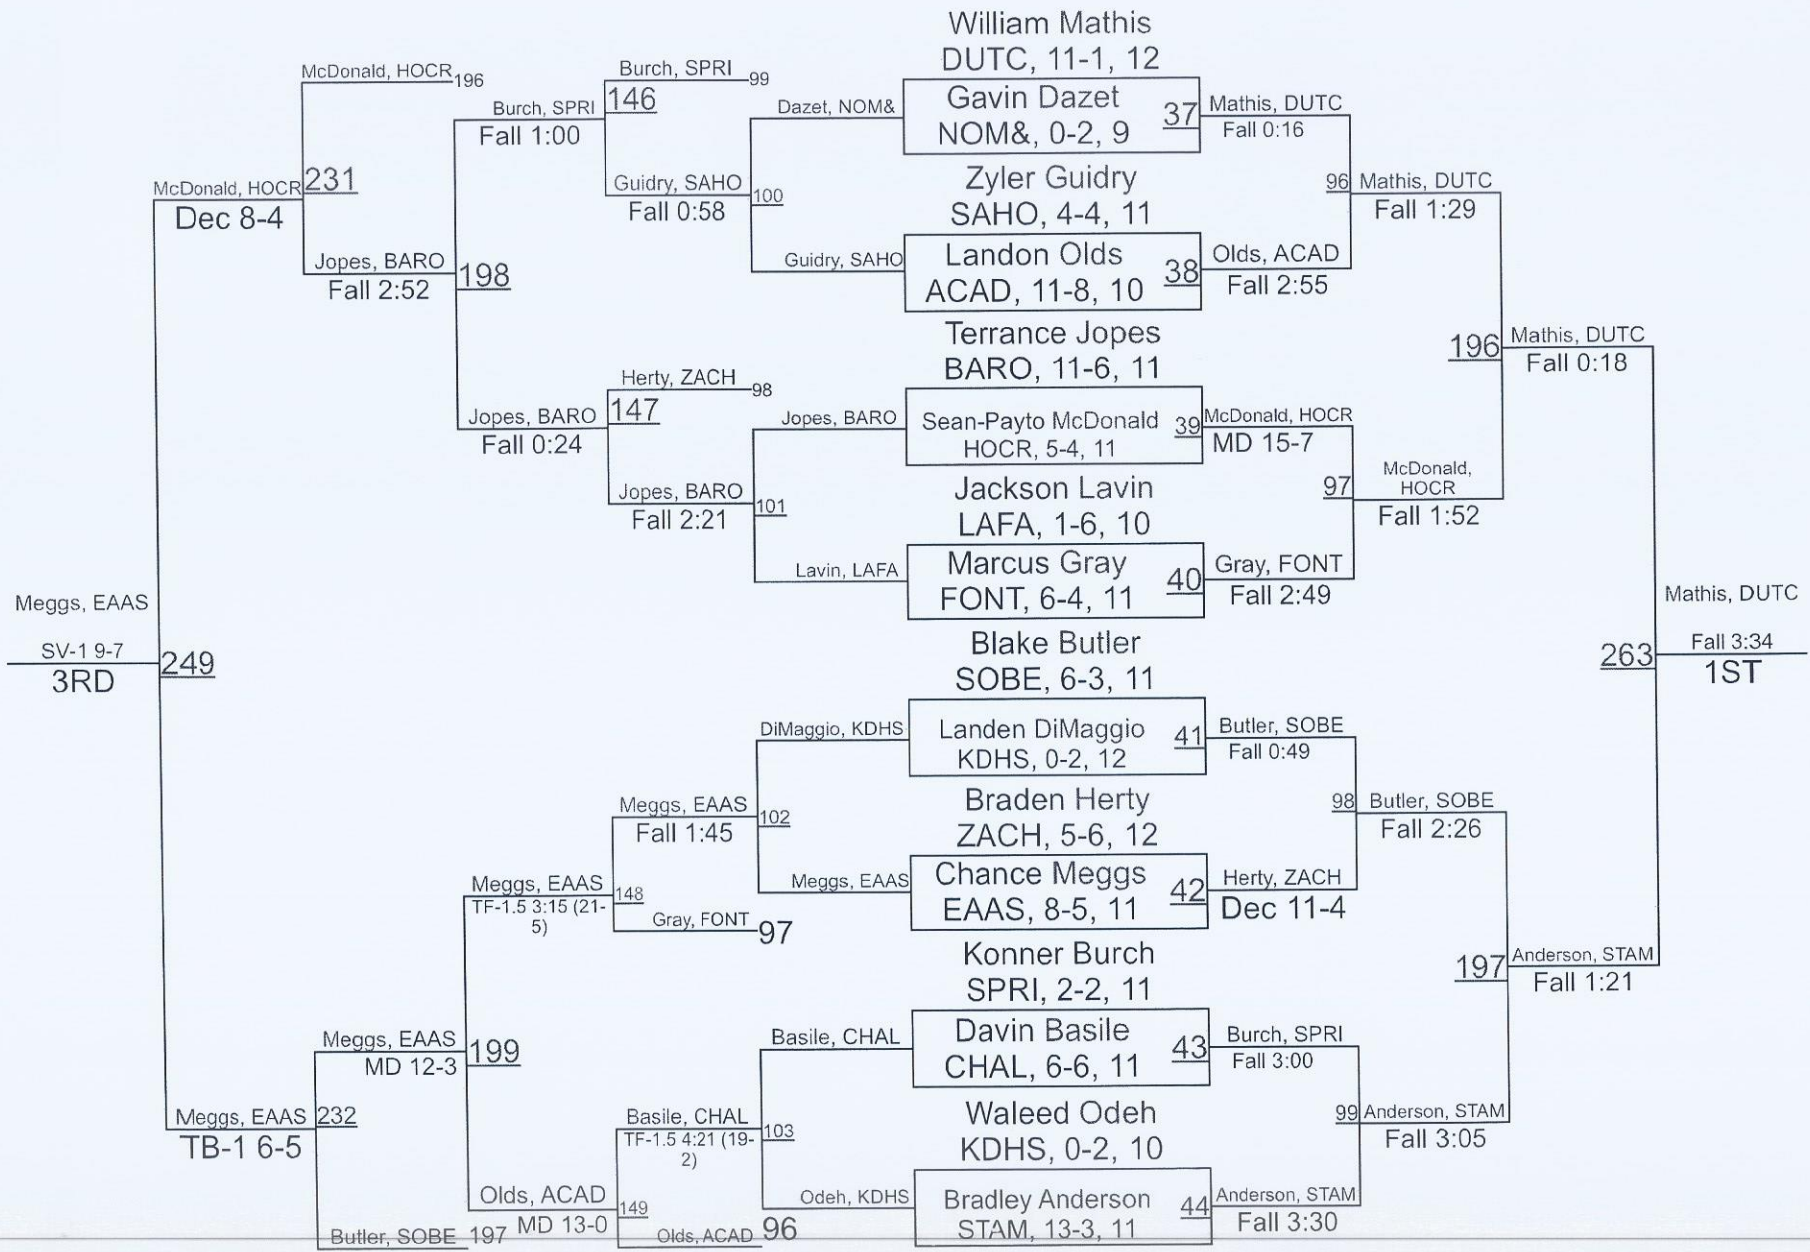 William Mathis
DUTC, 11-1, 12
McDonald, HOCR 196
Burch, SPRI 99
Burch, SPRI 146
Fall 1:00
Dazet, NOM&
Gavin Dazet
NOM&, 0-2, 9
37
Mathis, DUTC
Fall 0:16
McDonald, HOCR 231
Dec 8-4
Guidry, SAHO 100
Fall 0:58
Zyler Guidry
SAHO, 4-4, 11
96
Mathis, DUTC
Fall 1:29
Jopes, BARO 198
Fall 2:52
Guidry, SAHO
Landon Olds
ACAD, 11-8, 10
38
Olds, ACAD
Fall 2:55
Terrance Jopes
BARO, 11-6, 11
196
Mathis, DUTC
Fall 0:18
Herty, ZACH 98
Jopes, BARO 147
Fall 0:24
Jopes, BARO
Sean-Payto McDonald
HOCR, 5-4, 11
39
McDonald, HOCR
MD 15-7
Jopes, BARO 101
Fall 2:21
Jackson Lavin
LAFA, 1-6, 10
97
McDonald,
HOCR
Fall 1:52
Lavin, LAFA
Marcus Gray
FONT, 6-4, 11
40
Gray, FONT
Fall 2:49
Meggs, EAAS
SV-1 9-7
3RD
249
Blake Butler
SOBE, 6-3, 11
263
Mathis, DUTC
Fall 3:34
1ST
DiMaggio, KDHS
Landen DiMaggio
KDHS, 0-2, 12
41
Butler, SOBE
Fall 0:49
Meggs, EAAS 102
Fall 1:45
Braden Herty
ZACH, 5-6, 12
98
Butler, SOBE
Fall 2:26
Meggs, EAAS 148
TF-1.5 3:15 (21-
5)
Gray, FONT 97
Meggs, EAAS
Chance Meggs
EAAS, 8-5, 11
42
Herty, ZACH
Dec 11-4
Konner Burch
SPRI, 2-2, 11
197
Anderson, STAM
Fall 1:21
Meggs, EAAS 199
MD 12-3
Basile, CHAL
Davin Basile
CHAL, 6-6, 11
43
Burch, SPRI
Fall 3:00
Meggs, EAAS 232
TB-1 6-5
Basile, CHAL 103
TF-1.5 4:21 (19-
2)
Waleed Odeh
KDHS, 0-2, 10
99
Anderson, STAM
Fall 3:05
Olds, ACAD 149
MD 13-0
Odeh, KDHS
Bradley Anderson
STAM, 13-3, 11
44
Anderson, STAM
Fall 3:30
Butler, SOBE 197
Olds, ACAD 96